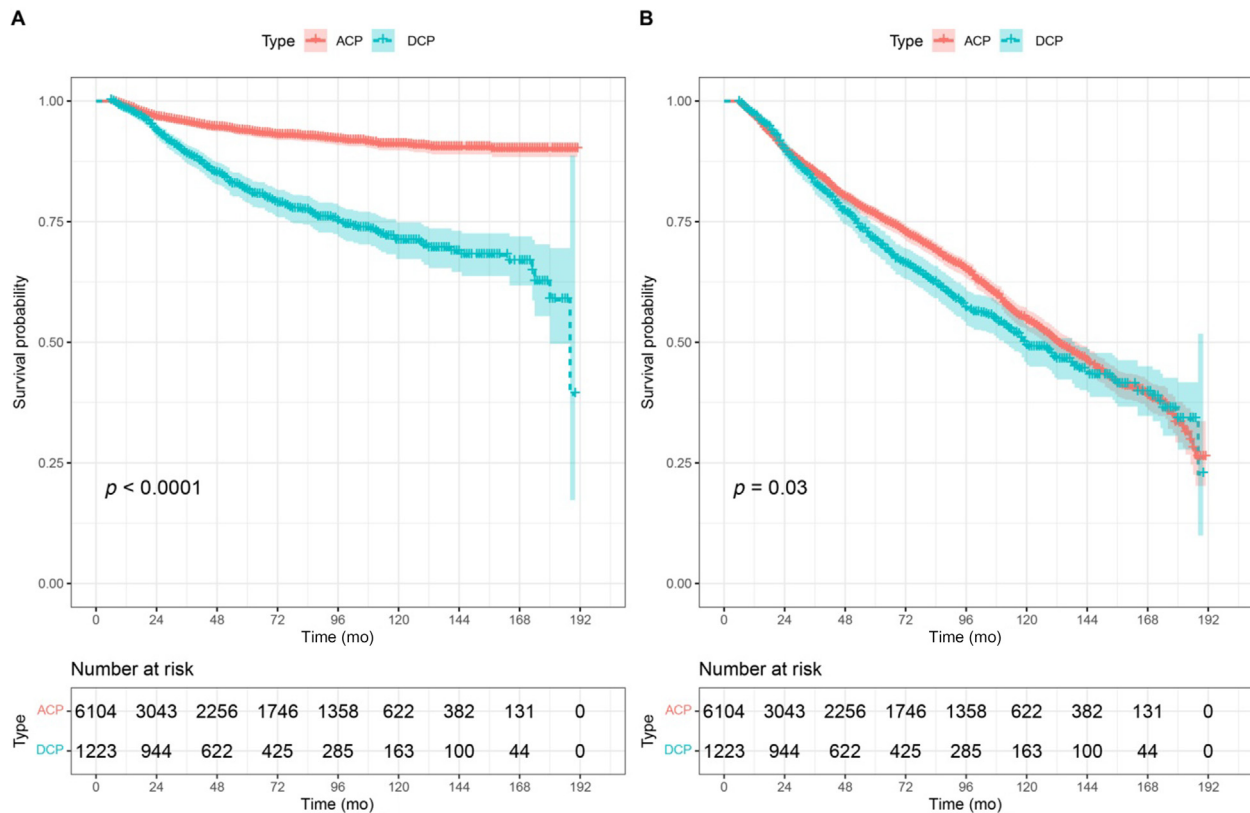 A
Type ACP DCP
Survival probability
1.00
0.75
0.50
0.25
0.00
p < 0.0001
0 24 48 72 96 120 144 168 192
Time (mo)
Number at risk
Type
ACP 6104 3043 2256 1746 1358 622 382 131 0
DCP 1223 944 622 425 285 163 100 44 0
0 24 48 72 96 120 144 168 192
Time (mo)
B
Type ACP DCP
Survival probability
1.00
0.75
0.50
0.25
0.00
p = 0.03
0 24 48 72 96 120 144 168 192
Time (mo)
Number at risk
Type
ACP 6104 3043 2256 1746 1358 622 382 131 0
DCP 1223 944 622 425 285 163 100 44 0
0 24 48 72 96 120 144 168 192
Time (mo)